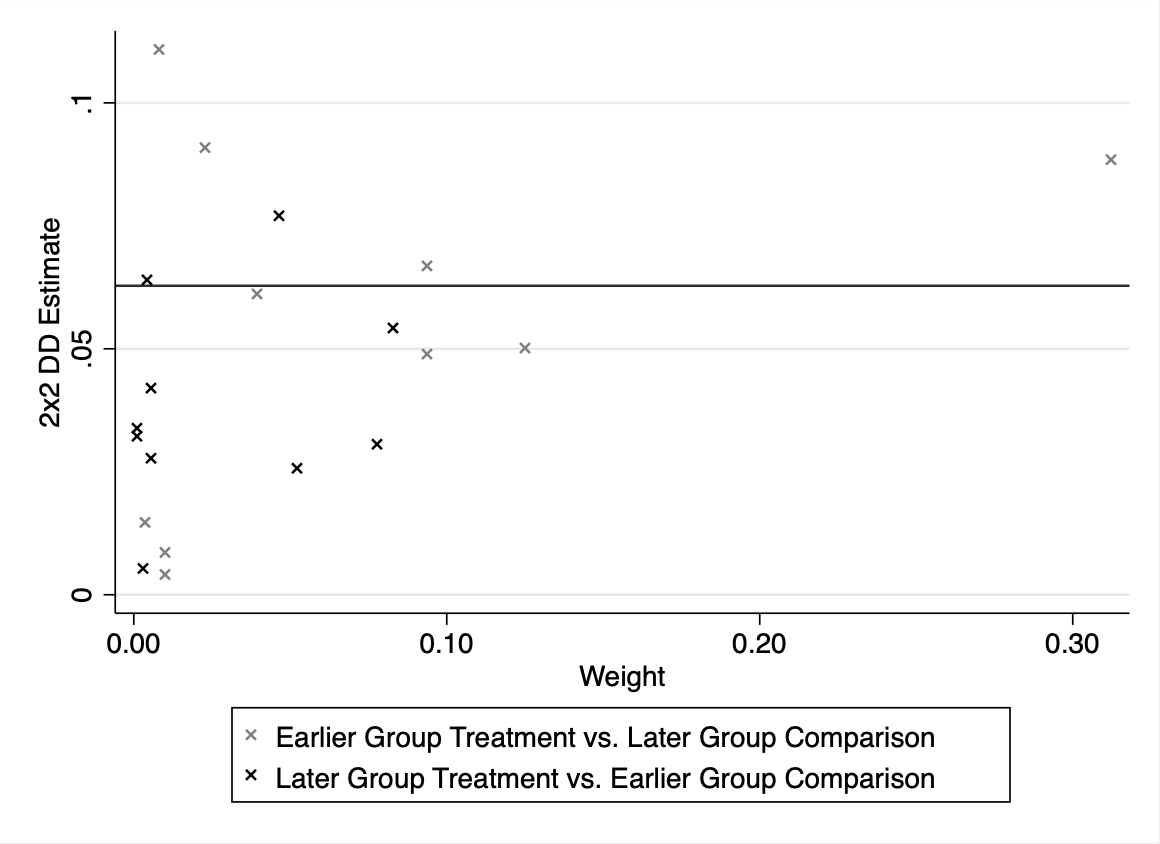 .1
.05
0
2x2 DD Estimate
0.00 0.10 0.20 0.30
Weight
Earlier Group Treatment vs. Later Group Comparison
Later Group Treatment vs. Earlier Group Comparison